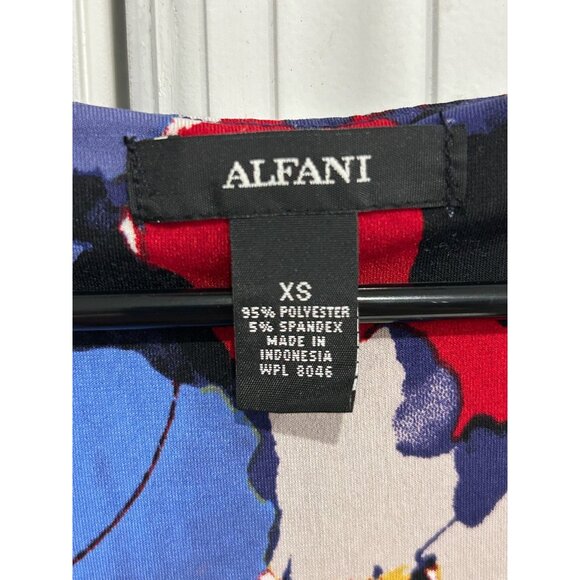 ALFANI
XS
95% POLYESTER
5% SPANDEX
MADE IN
INDONESIA
WPL 8046